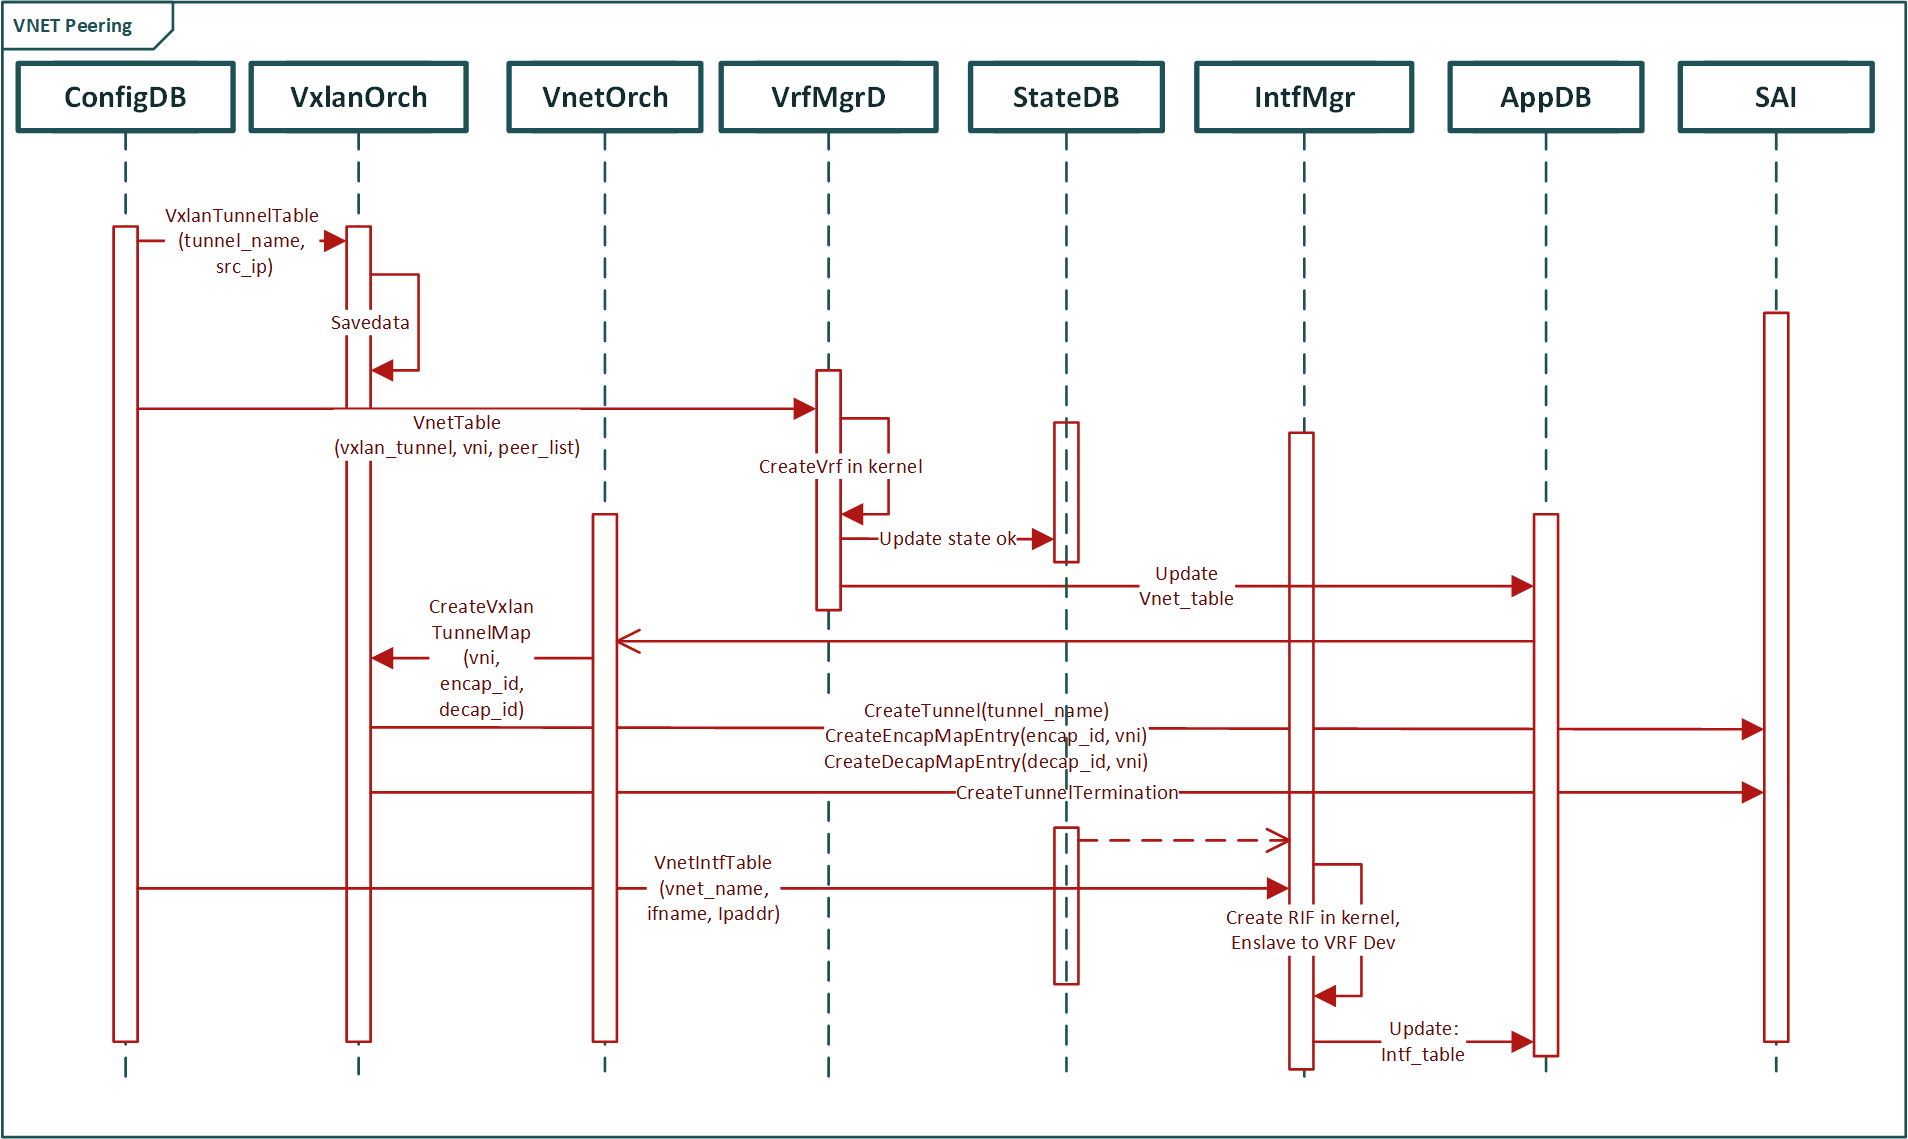 VNET Peering
ConfigDB
VxlanOrch
VnetOrch
VrfMgrD
StateDB
IntfMgr
AppDB
SAI
VxlanTunnelTable
(tunnel_name,
src_ip)
Savedata
VnetTable
(vxlan_tunnel, vni, peer_list)
CreateVrf in kernel
Update state ok
Update
Vnet_table
CreateVxlan
TunnelMap
(vni,
encap_id,
decap_id)
CreateTunnel(tunnel_name)
CreateEncapMapEntry(encap_id, vni)
CreateDecapMapEntry(decap_id, vni)
CreateTunnelTermination
VnetIntfTable
(vnet_name,
ifname, Ipaddr)
Create RIF in kernel,
Enslave to VRF Dev
Update:
Intf_table